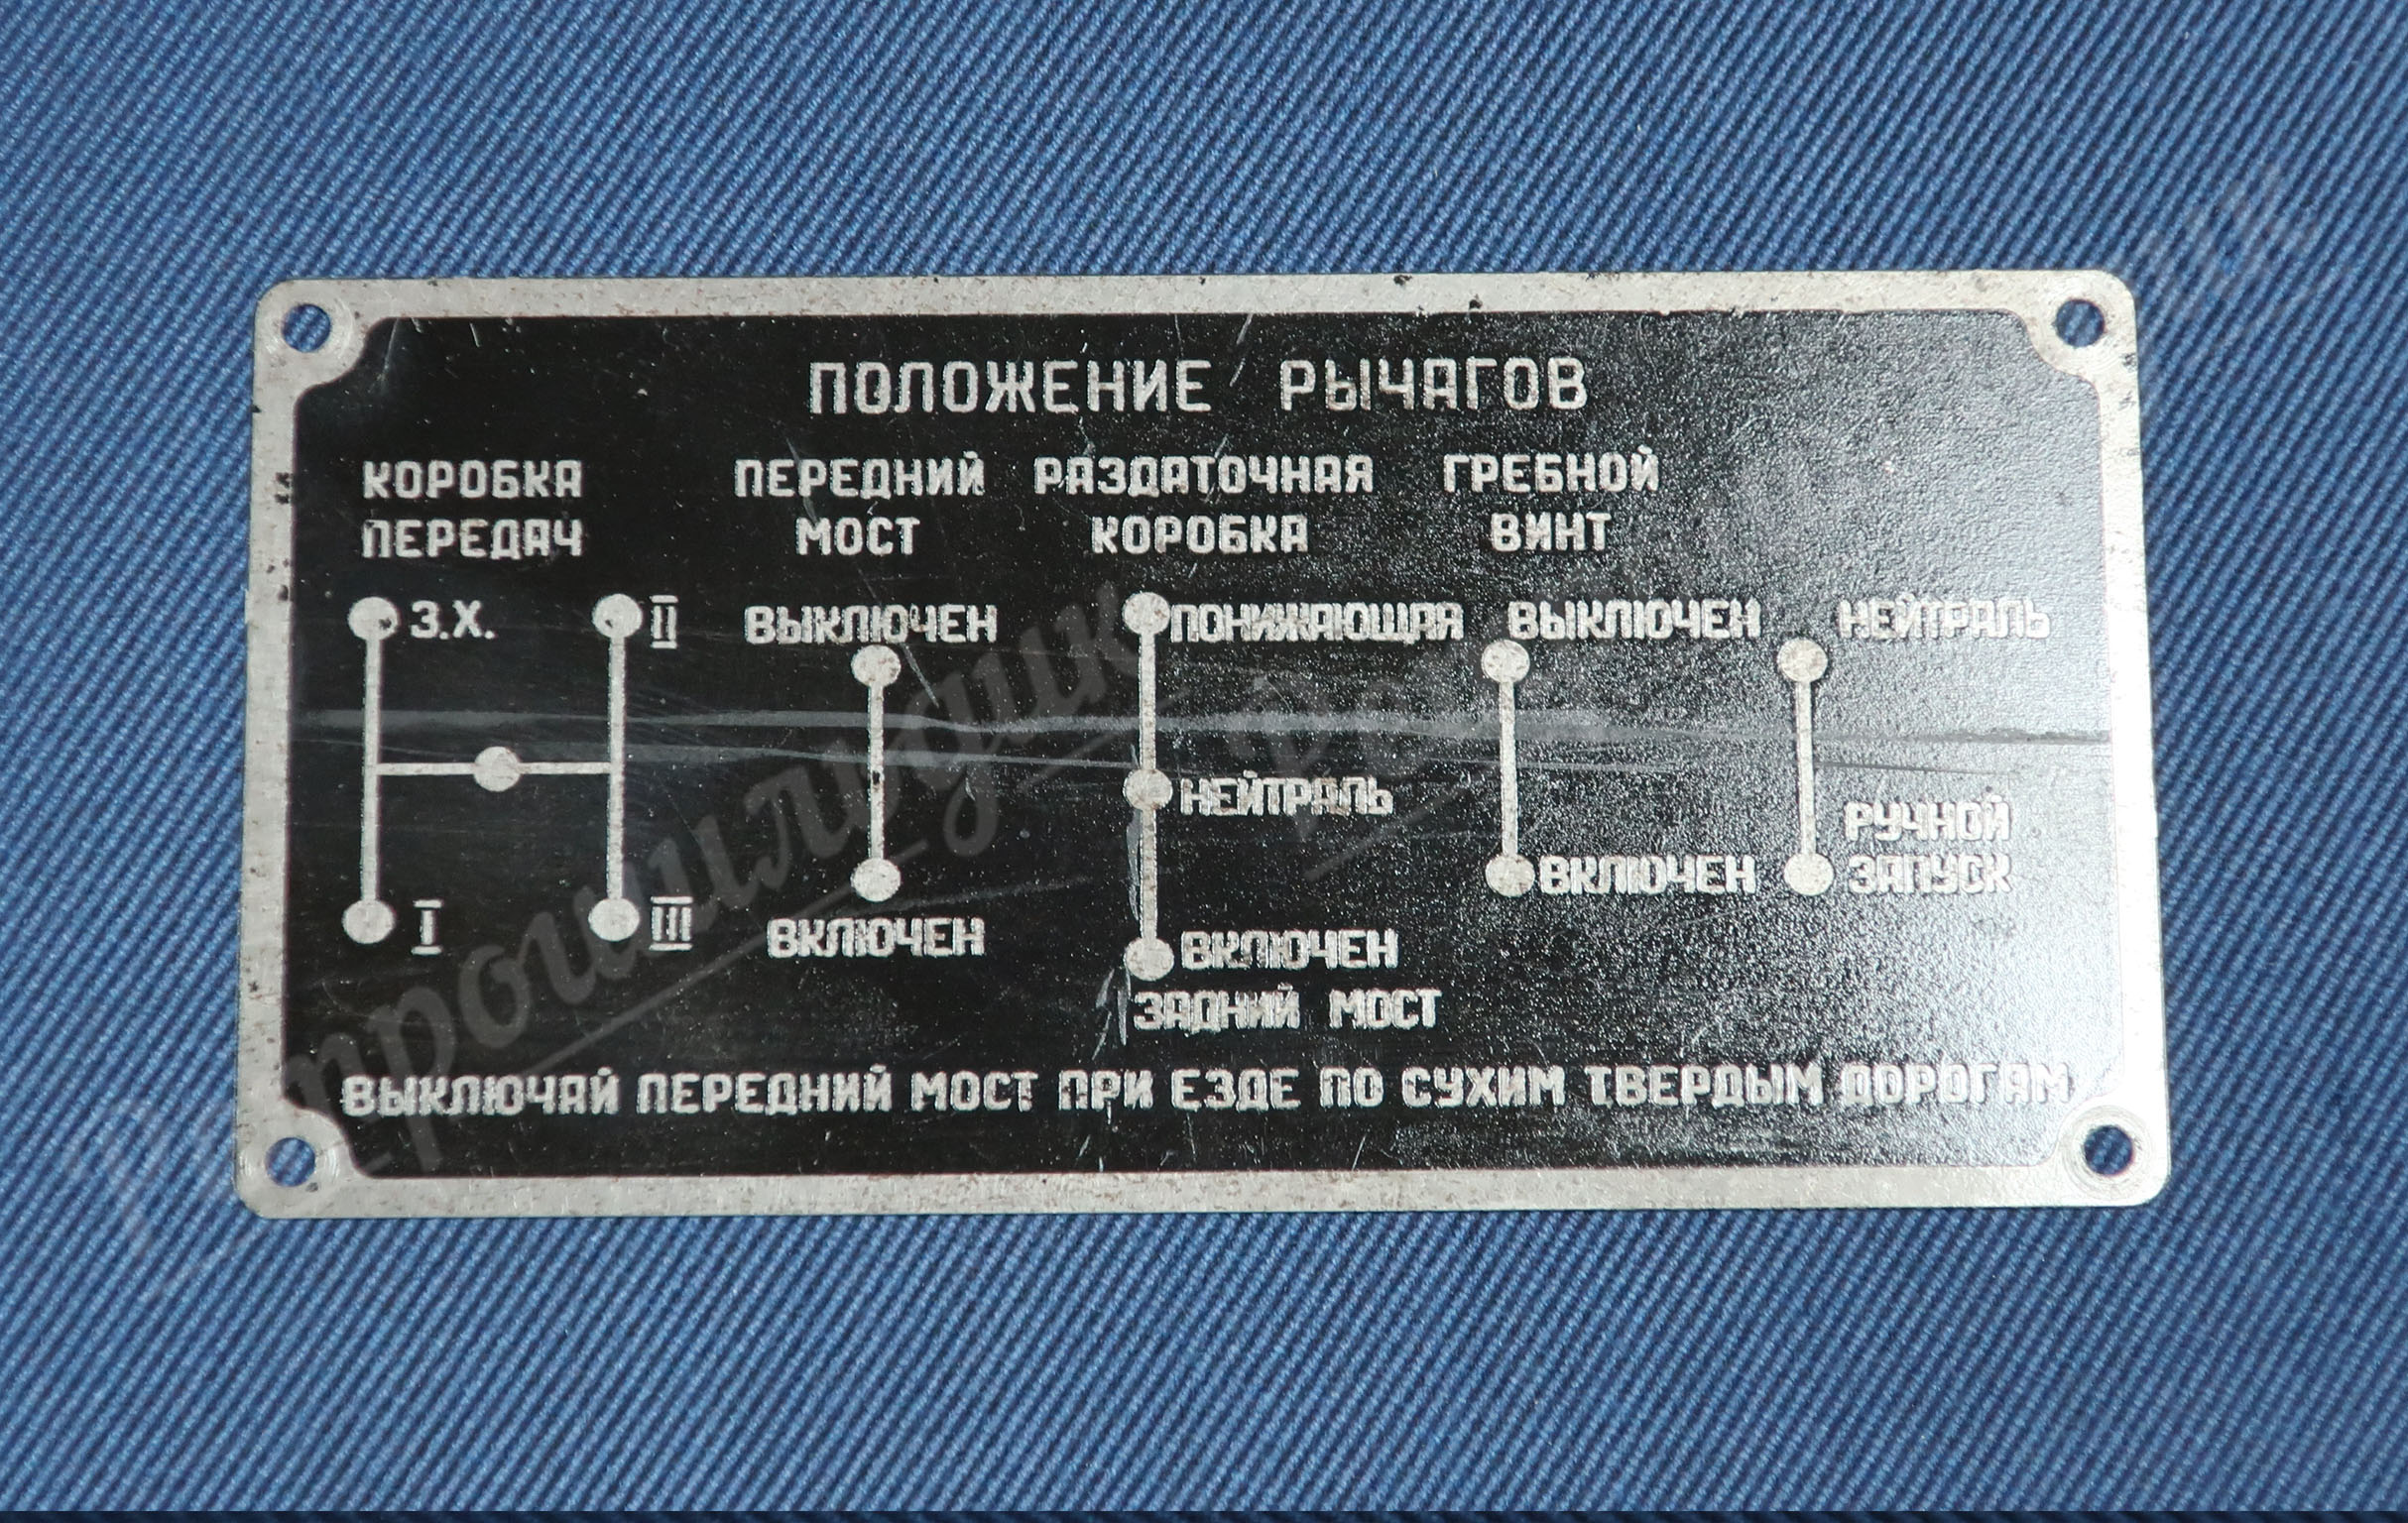 ПОЛОЖЕНИЕ РЫЧАГОВ
КОРОБКА ПЕРЕДНИЙ РАЗДАТОЧНАЯ ГРЕБНОЙ
ПЕРЕДАЧ МОСТ КОРОБКА ВИНТ
З.Х. II ВЫКЛЮЧЕН ПОНИЖАЮЩАЯ ВЫКЛЮЧЕН НЕЙТРАЛЬ
НЕЙТРАЛЬ РУЧНОЙ
ВКЛЮЧЕН ЗАПУСК
I III ВКЛЮЧЕН ВКЛЮЧЕН
ЗАДНИЙ МОСТ
ВЫКЛЮЧАЙ ПЕРЕДНИЙ МОСТ ПРИ ЕЗДЕ ПО СУХИМ ТВЕРДЫМ ДОРОГАМ